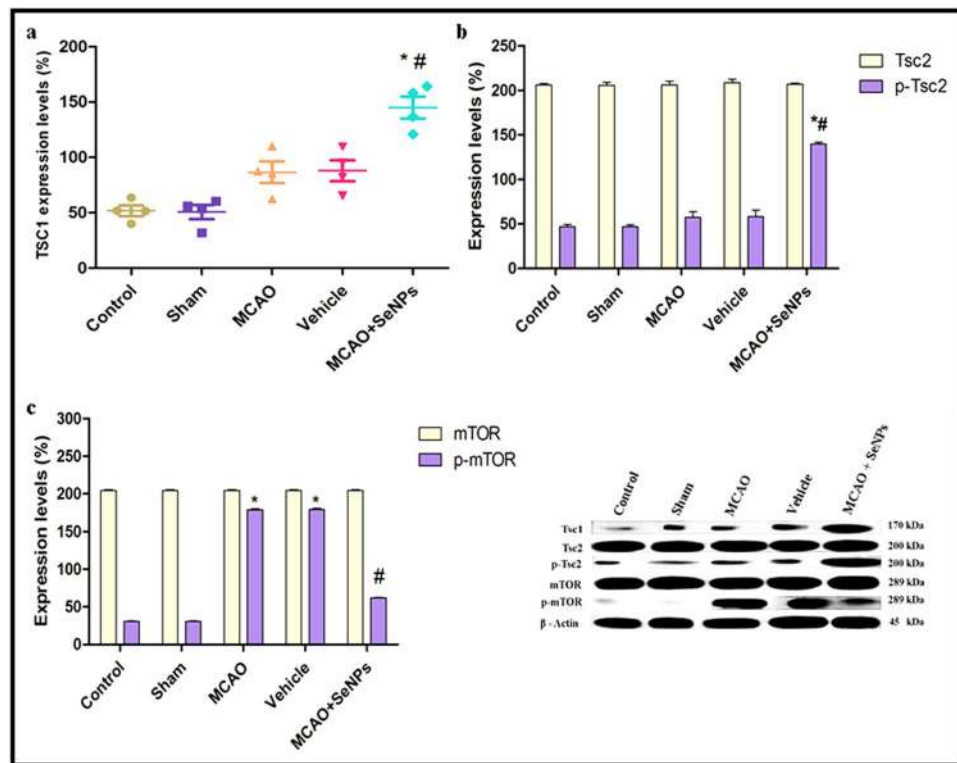 a
TSC1 expression levels (%)
200
150
100
50
0
* #
Control
Sham
MCAO
Vehicle
MCAO+SeNPs
b
Expression levels (%)
250
200
150
100
50
0
*#
Tsc2
p-Tsc2
Control
Sham
MCAO
Vehicle
MCAO+SeNPs
c
Expression levels (%)
300
250
200
150
100
50
0
*
*
#
mTOR
p-mTOR
Control
Sham
MCAO
Vehicle
MCAO+SeNPs
Control
Sham
MCAO
Vehicle
MCAO + SeNPs
Tsc1 170 kDa
Tsc2 200 kDa
p-Tsc2 200 kDa
mTOR 289 kDa
p-mTOR 289 kDa
β - Actin 45 kDa